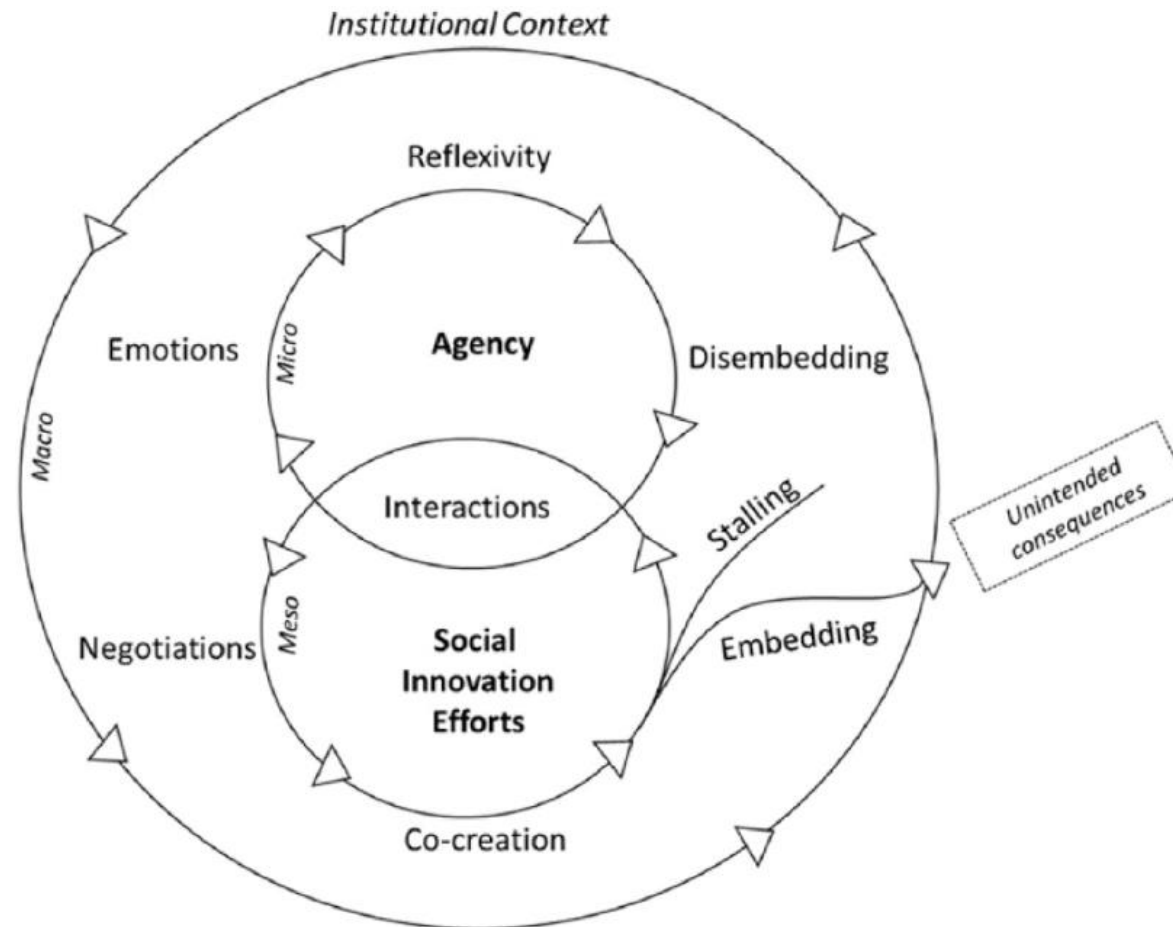 Institutional Context
Reflexivity
Emotions
Micro
Agency
Disembedding
Macro
Interactions
Stalling
Unintended
consequences
Negotiations
Meso
Social
Innovation
Efforts
Embedding
Co-creation